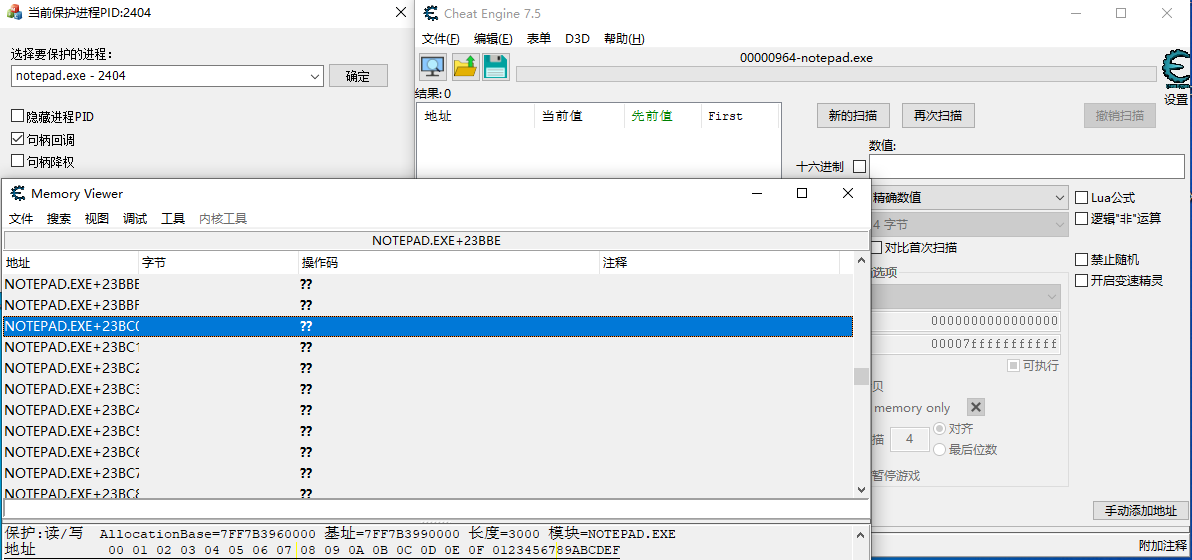 当前保护进程PID:2404
选择要保护的进程:
notepad.exe - 2404
确定
隐藏进程PID
句柄回调
句柄降权
Cheat Engine 7.5
文件(F) 编辑(E) 表单 D3D 帮助(H)
00000964-notepad.exe
设置
结果:0
地址 当前值 先前值 First
新的扫描 再次扫描 撤销扫描
数值:
十六进制
精确数值
4 字节
Lua公式
逻辑"非"运算
对比首次扫描
选项
禁止随机
开启变速精灵
0000000000000000
00007fffffffffff
可执行
贝
memory only
描 4 对齐
最后位数
暂停游戏
手动添加地址
附加注释
Memory Viewer
文件 搜索 视图 调试 工具 内核工具
NOTEPAD.EXE+23BBE
地址 字节 操作码 注释
NOTEPAD.EXE+23BBE ??
NOTEPAD.EXE+23BBF ??
NOTEPAD.EXE+23BC0 ??
NOTEPAD.EXE+23BC1 ??
NOTEPAD.EXE+23BC2 ??
NOTEPAD.EXE+23BC3 ??
NOTEPAD.EXE+23BC4 ??
NOTEPAD.EXE+23BC5 ??
NOTEPAD.EXE+23BC6 ??
NOTEPAD.EXE+23BC7 ??
NOTEPAD.EXE+23BC8 ??
保护:读/写 AllocationBase=7FF7B3960000 基址=7FF7B3990000 长度=3000 模块=NOTEPAD.EXE
地址 00 01 02 03 04 05 06 07 08 09 0A 0B 0C 0D 0E 0F 0123456789ABCDEF